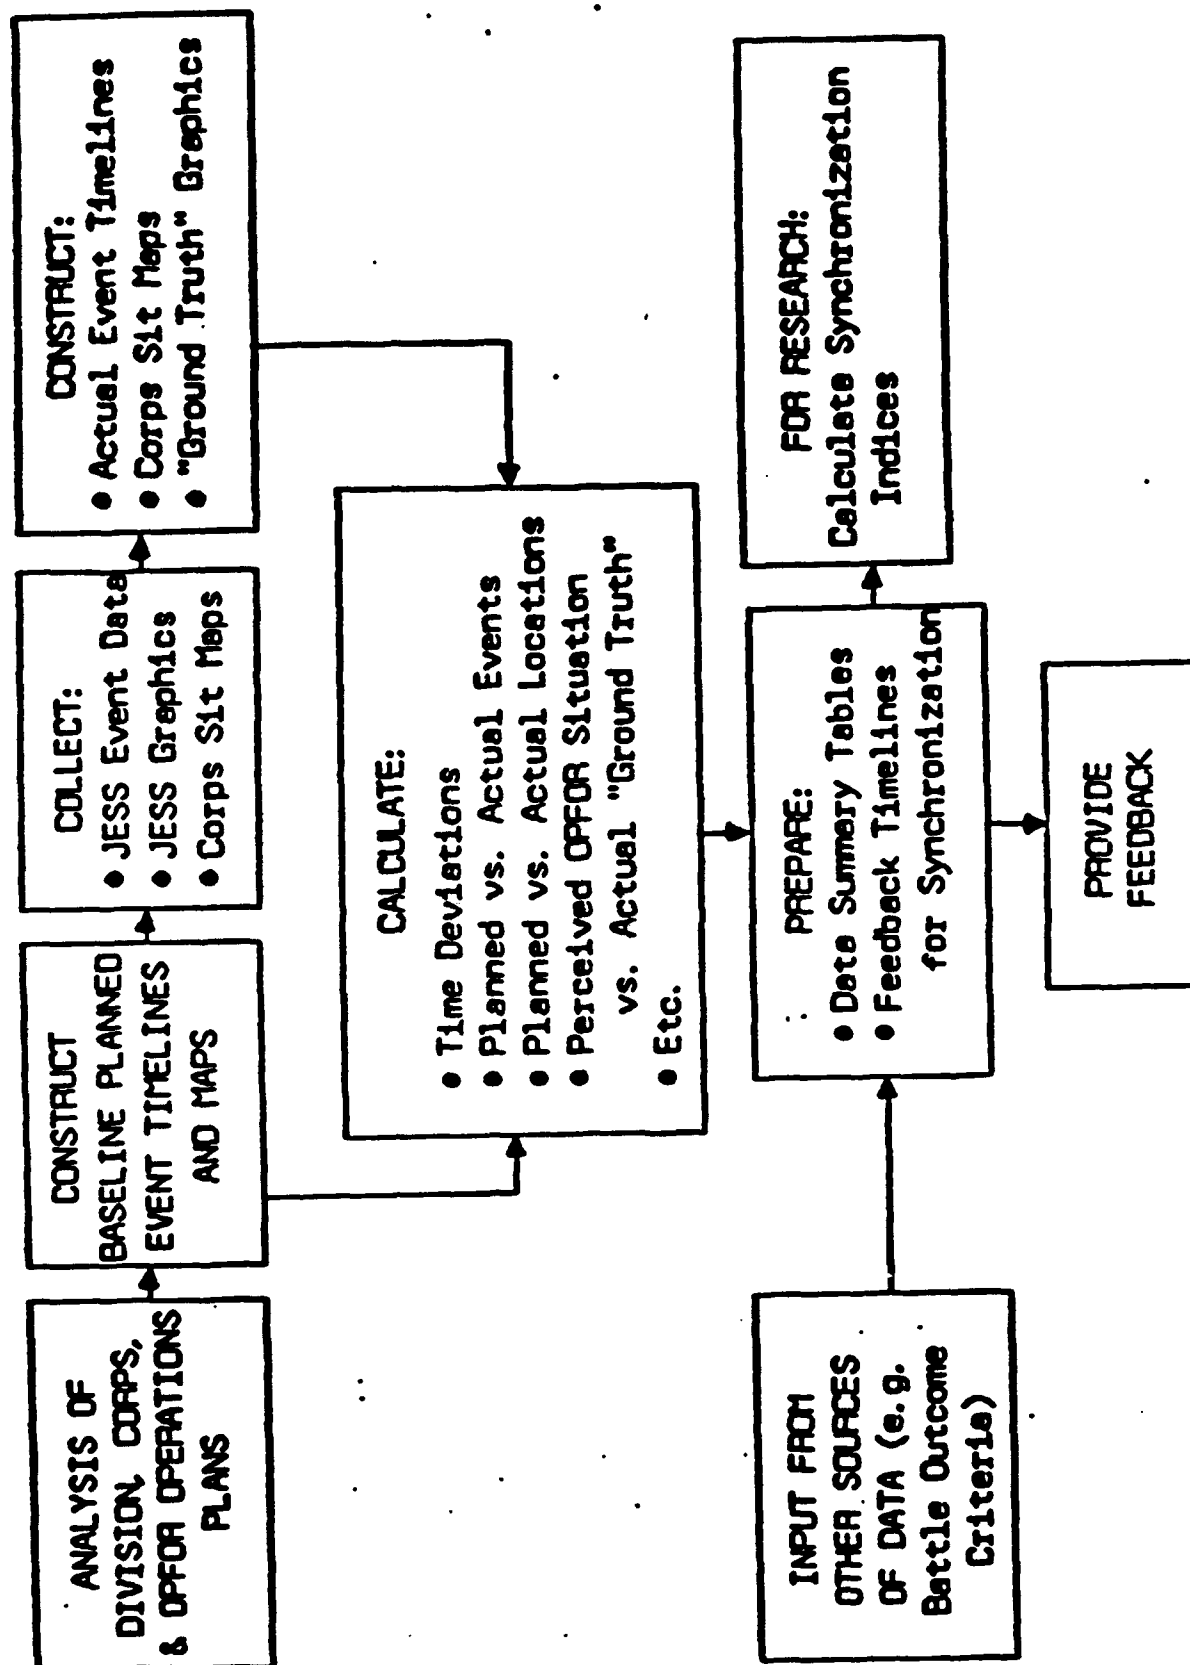 ANALYSIS OF
DIVISION, CORPS,
& OPFOR OPERATIONS
PLANS
CONSTRUCT
BASELINE PLANNED
EVENT TIMELINES
AND MAPS
COLLECT:
● JESS Event Data
● JESS Graphics
● Corps Sit Maps
CONSTRUCT:
● Actual Event Timelines
● Corps Sit Maps
● "Ground Truth" Graphics
CALCULATE:
● Time Deviations
● Planned vs. Actual Events
● Planned vs. Actual Locations
● Perceived OPFOR Situation
vs. Actual "Ground Truth"
● Etc.
INPUT FROM
OTHER SOURCES
OF DATA (e.g.
Battle Outcome
Criteria)
PREPARE:
● Data Summary Tables
● Feedback Timelines
for Synchronization
FOR RESEARCH:
Calculate Synchronization
Indices
PROVIDE
FEEDBACK